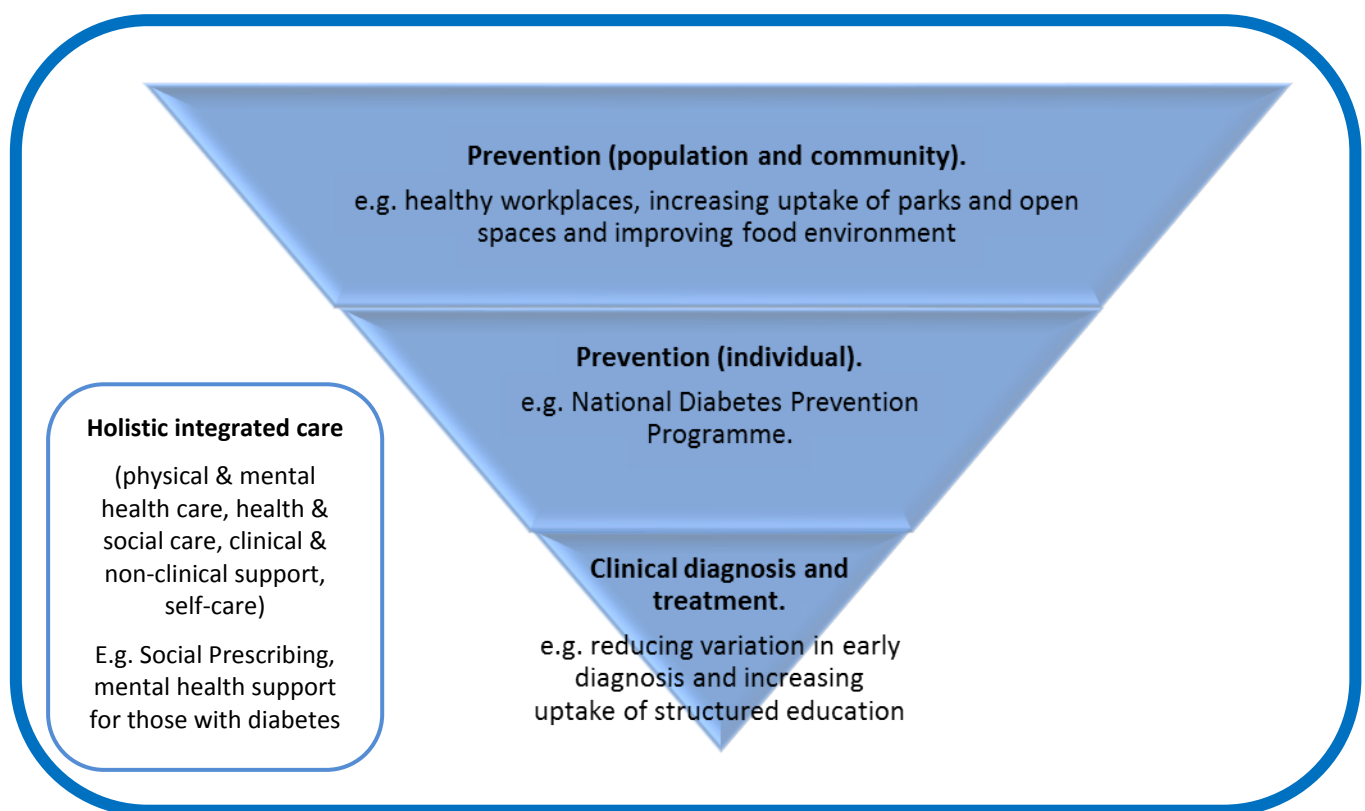 Prevention (population and community).
e.g. healthy workplaces, increasing uptake of parks and open
spaces and improving food environment
Prevention (individual).
e.g. National Diabetes Prevention
Programme.
Clinical diagnosis and
treatment.
e.g. reducing variation in early
diagnosis and increasing
uptake of structured education
Holistic integrated care
(physical & mental
health care, health &
social care, clinical &
non-clinical support,
self-care)
E.g. Social Prescribing,
mental health support
for those with diabetes